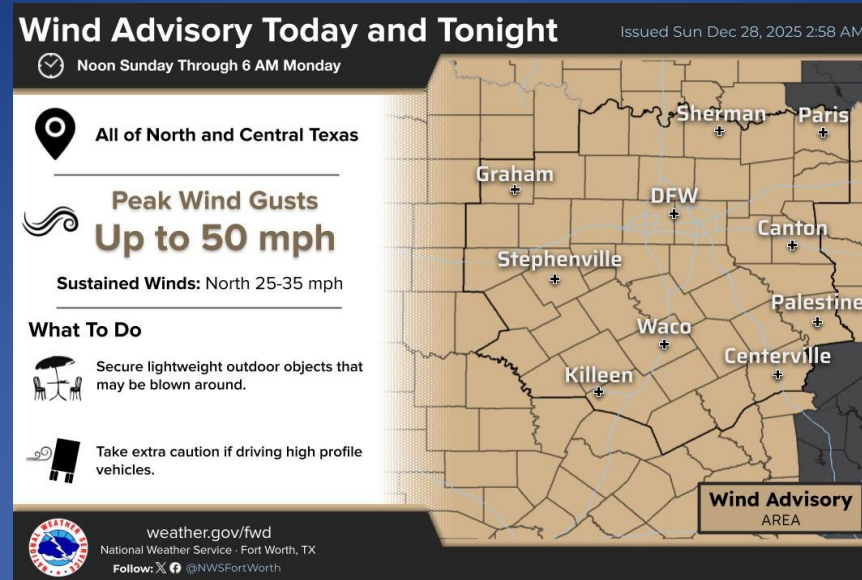 Wind Advisory Today and Tonight
Issued Sun Dec 28, 2025 2:58 AM
Noon Sunday Through 6 AM Monday
All of North and Central Texas
Peak Wind Gusts
Up to 50 mph
Sustained Winds: North 25-35 mph
What To Do
Secure lightweight outdoor objects that
may be blown around.
Take extra caution if driving high profile
vehicles.
Sherman
Paris
Graham
DFW
Canton
Stephenville
Palestine
Waco
Centerville
Killeen
Wind Advisory
AREA
NATIONAL WEATHER SERVICE
weather.gov/fwd
National Weather Service · Fort Worth, TX
Follow: X f @NWSFortWorth